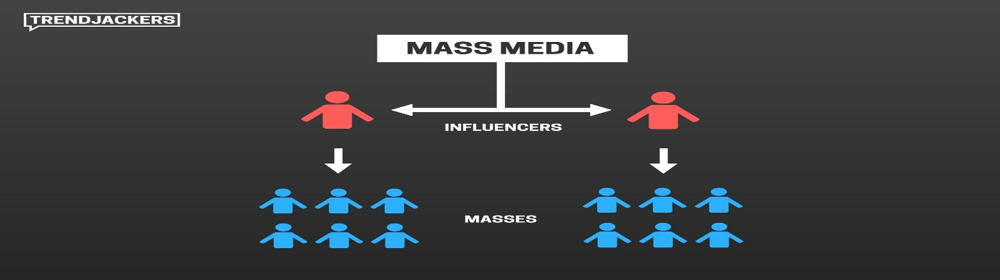 TRENDJACKERS
MASS MEDIA
INFLUENCERS
MASSES